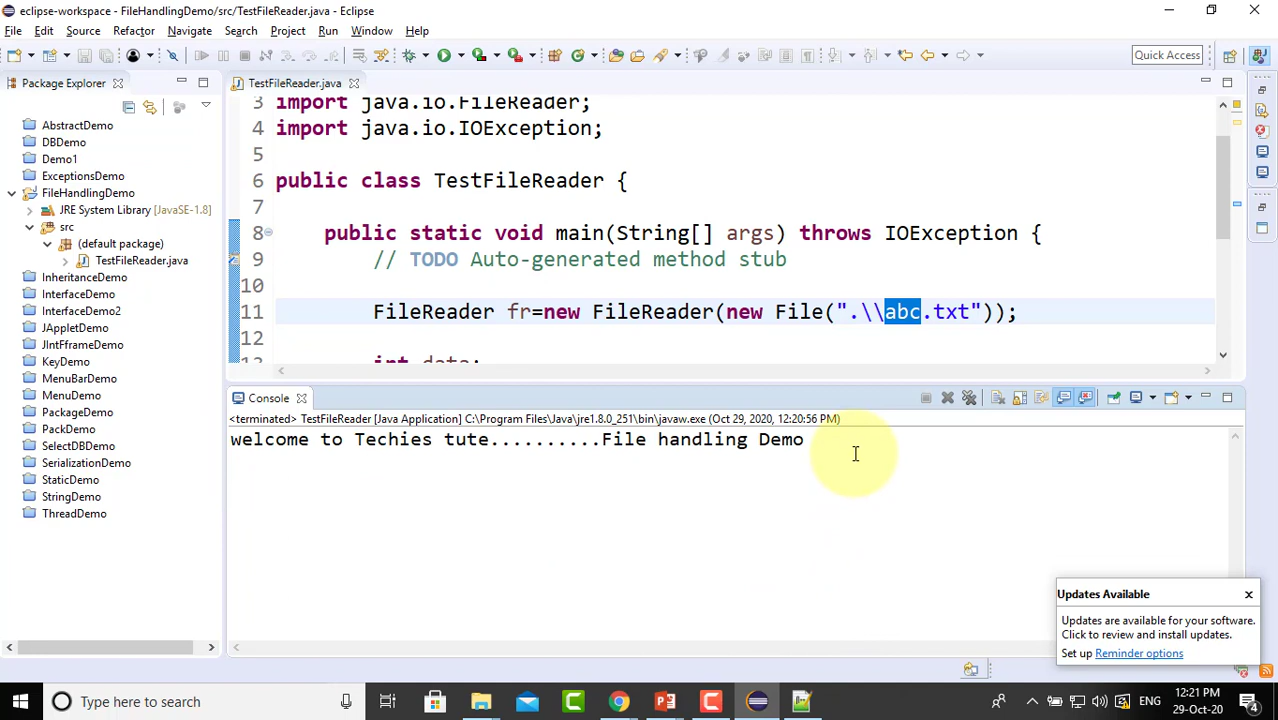 eclipse-workspace - FileHandlingDemo/src/TestFileReader.java - Eclipse
File Edit Source Refactor Navigate Search Project Run Window Help
Quick Access
Package Explorer
AbstractDemo
DBDemo
Demo1
ExceptionsDemo
FileHandlingDemo
JRE System Library [JavaSE-1.8]
src
(default package)
TestFileReader.java
InheritanceDemo
InterfaceDemo
InterfaceDemo2
JAppletDemo
JIntfFrameDemo
KeyDemo
MenuBarDemo
MenuDemo
PackageDemo
PackDemo
SelectDBDemo
SerializationDemo
StaticDemo
StringDemo
ThreadDemo
TestFileReader.java
3 import java.io.FileReader;
4 import java.io.IOException;
5
6 public class TestFileReader {
7
8 public static void main(String[] args) throws IOException {
9 // TODO Auto-generated method stub
10
11 FileReader fr=new FileReader(new File(".\\abc.txt"));
12
13 int data;
Console
<terminated> TestFileReader [Java Application] C:\Program Files\Java\jre1.8.0_251\bin\javaw.exe (Oct 29, 2020, 12:20:56 PM)
welcome to Techies tute..........File handling Demo
Updates Available
Updates are available for your software.
Click to review and install updates.
Set up Reminder options
Type here to search
ENG
12:21 PM
29-Oct-20
4